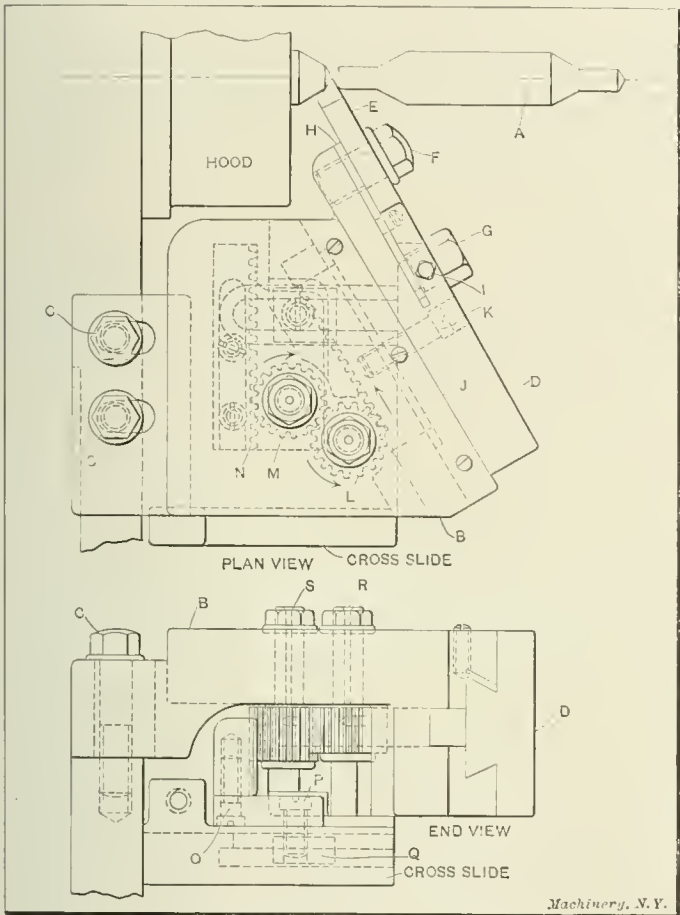 A
E
H
F
HOOD
G
I
C
K
J
D
N
M
L
B
PLAN VIEW
CROSS SLIDE
C
B
S
R
D
P
END VIEW
O
Q
CROSS SLIDE
Machinery, N.Y.